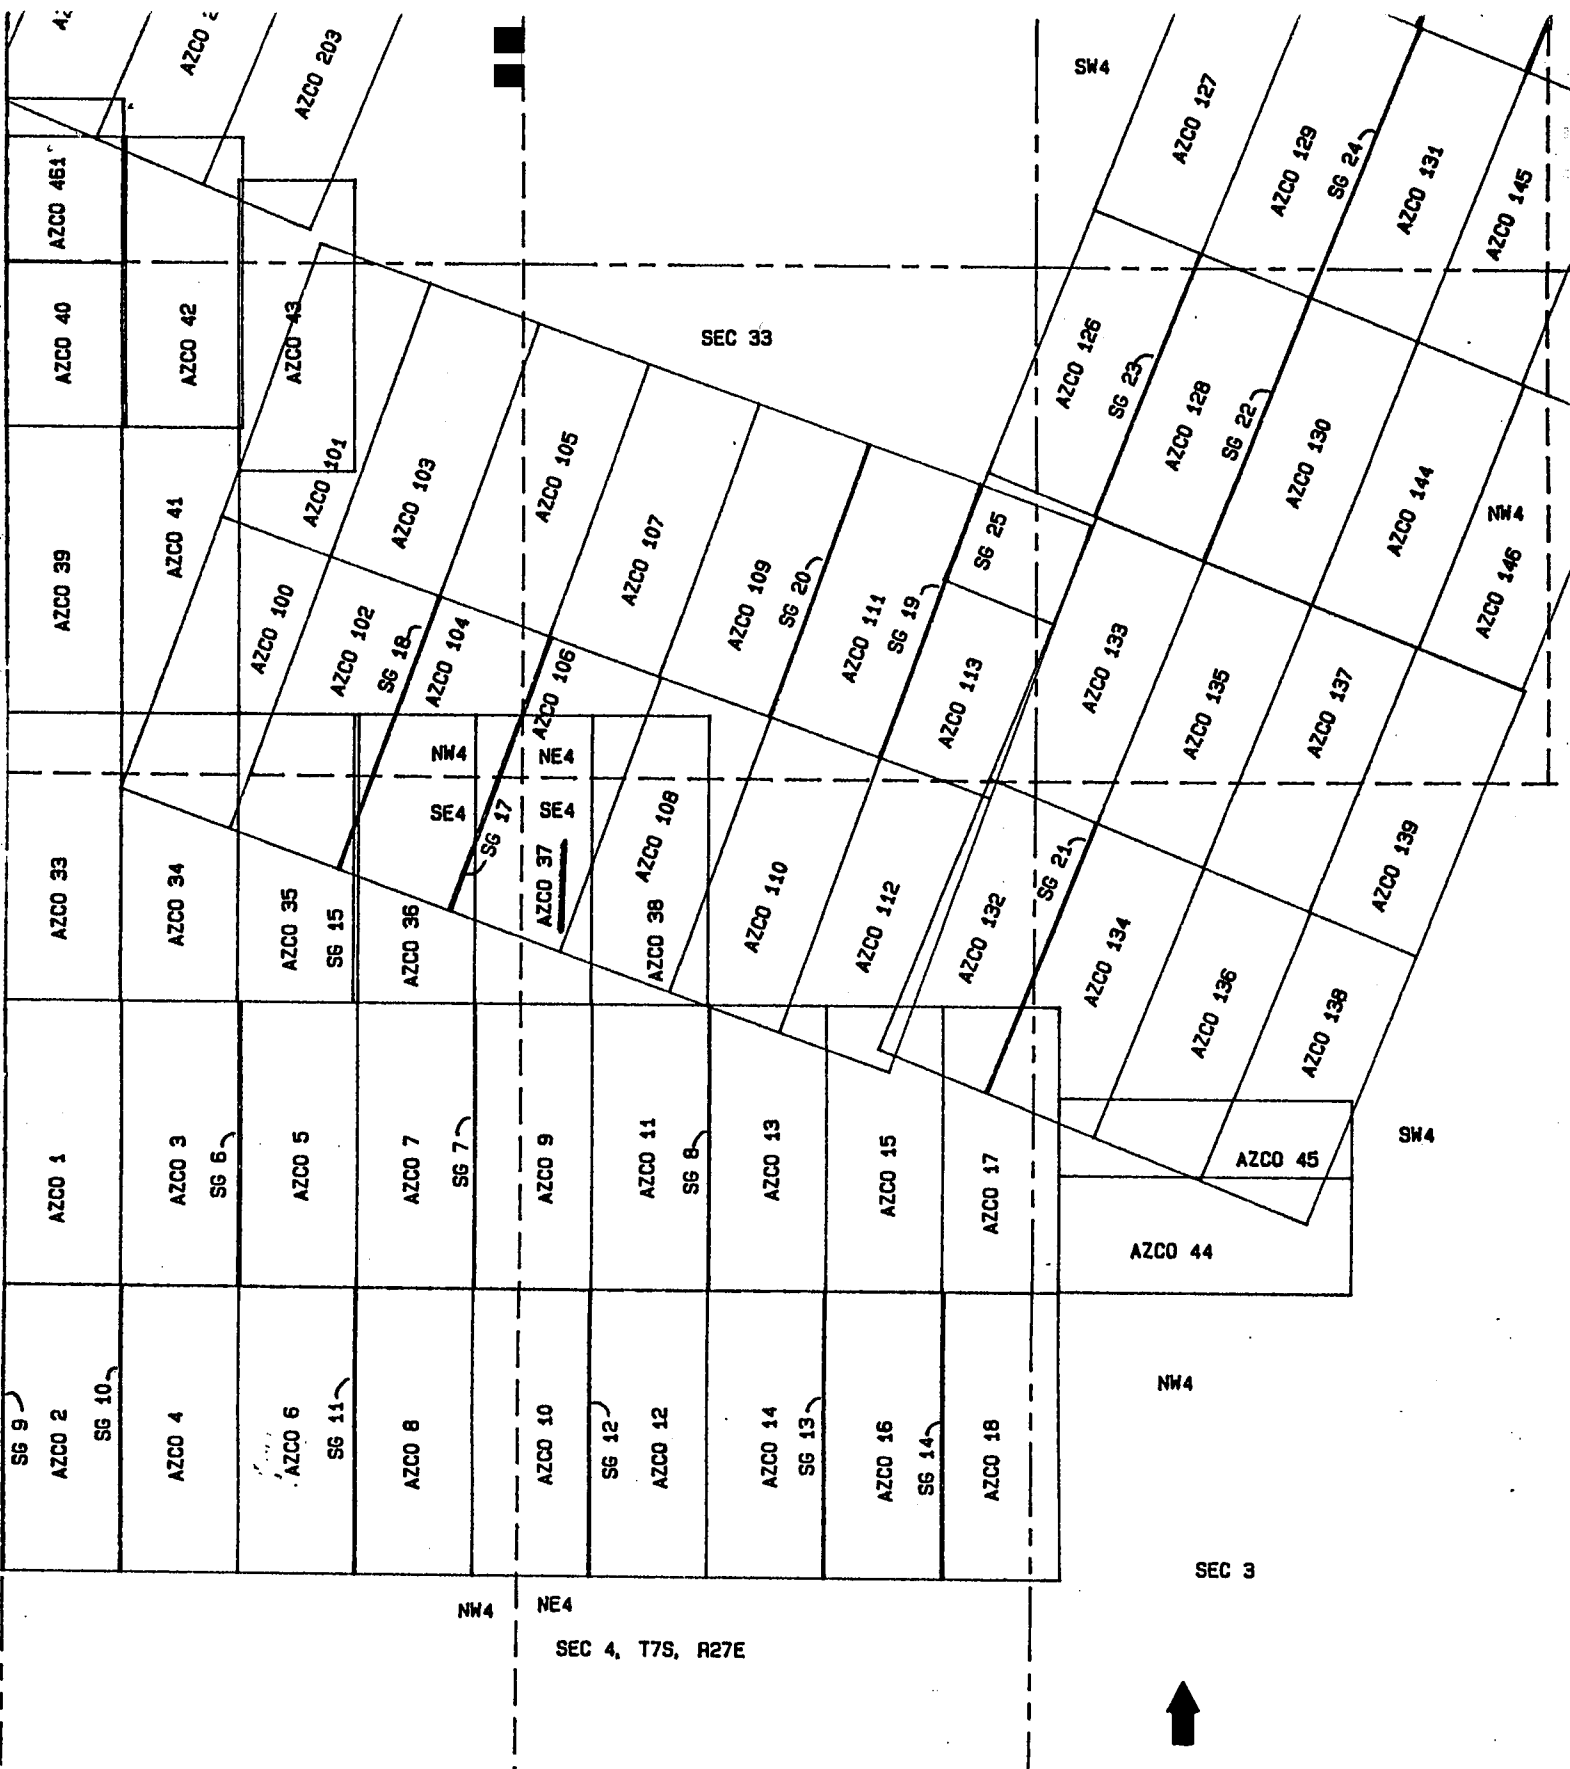 AZCO 203
SW4
AZCO 127
AZCO 129
SG 24
AZCO 131
AZCO 145
AZCO 461
AZCO 40
AZCO 42
AZCO 43
SEC 33
AZCO 126
SG 23
AZCO 128
SG 22
AZCO 130
AZCO 144
NW4
AZCO 146
AZCO 39
AZCO 41
AZCO 101
AZCO 103
AZCO 105
AZCO 107
AZCO 109
SG 20
AZCO 111
SG 19
SG 25
AZCO 113
AZCO 133
AZCO 135
AZCO 137
AZCO 139
AZCO 100
AZCO 102
SG 18
AZCO 104
AZCO 106
NW4
NE4
SE4
SE4
SG 17
AZCO 37
AZCO 108
AZCO 110
AZCO 112
AZCO 132
SG 21
AZCO 134
AZCO 136
AZCO 138
AZCO 33
AZCO 34
AZCO 35
SG 15
AZCO 36
AZCO 38
AZCO 1
AZCO 3
SG 6
AZCO 5
AZCO 7
SG 7
AZCO 9
AZCO 11
SG 8
AZCO 13
AZCO 15
AZCO 17
AZCO 45
SW4
AZCO 44
SG 9
AZCO 2
SG 10
AZCO 4
AZCO 6
SG 11
AZCO 8
AZCO 10
SG 12
AZCO 12
AZCO 14
SG 13
AZCO 16
SG 14
AZCO 18
NW4
SEC 3
NW4
NE4
SEC 4, T7S, R27E